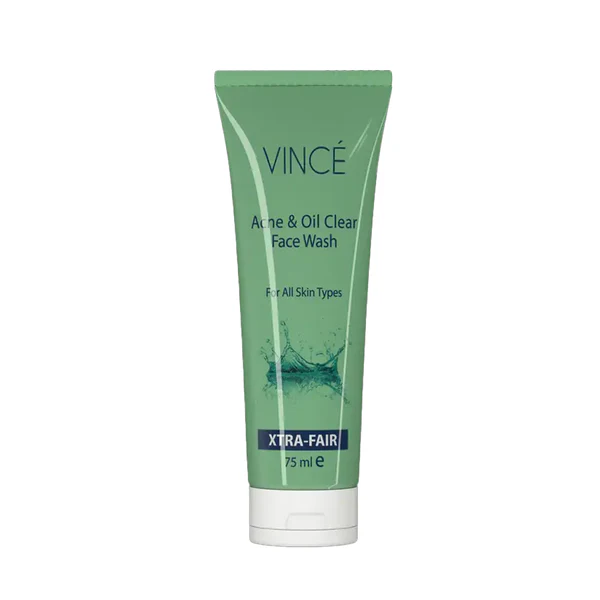 VINCÉ
Acne & Oil Clear
Face Wash
For All Skin Types
XTRA-FAIR
75 ml e